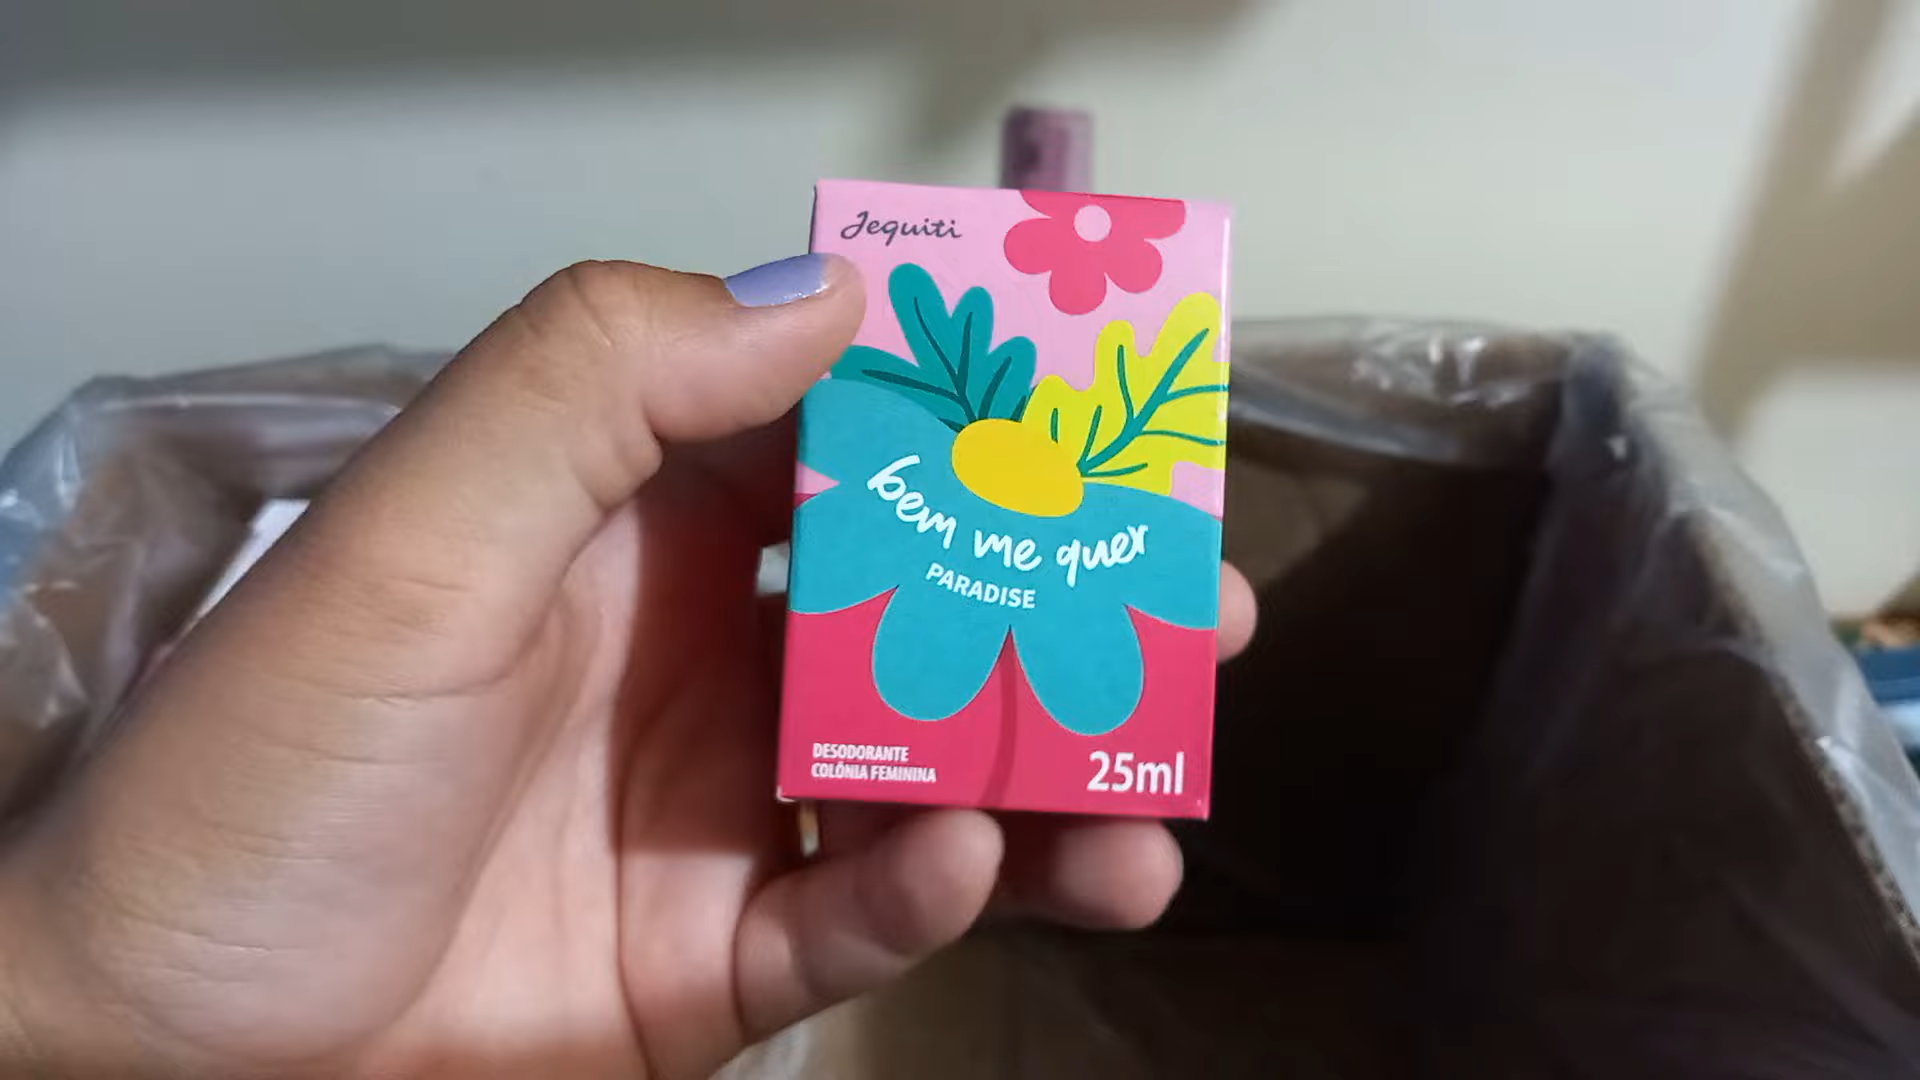 Jequiti
bem me quer
PARADISE
DESODORANTE
COLÔNIA FEMININA
25ml